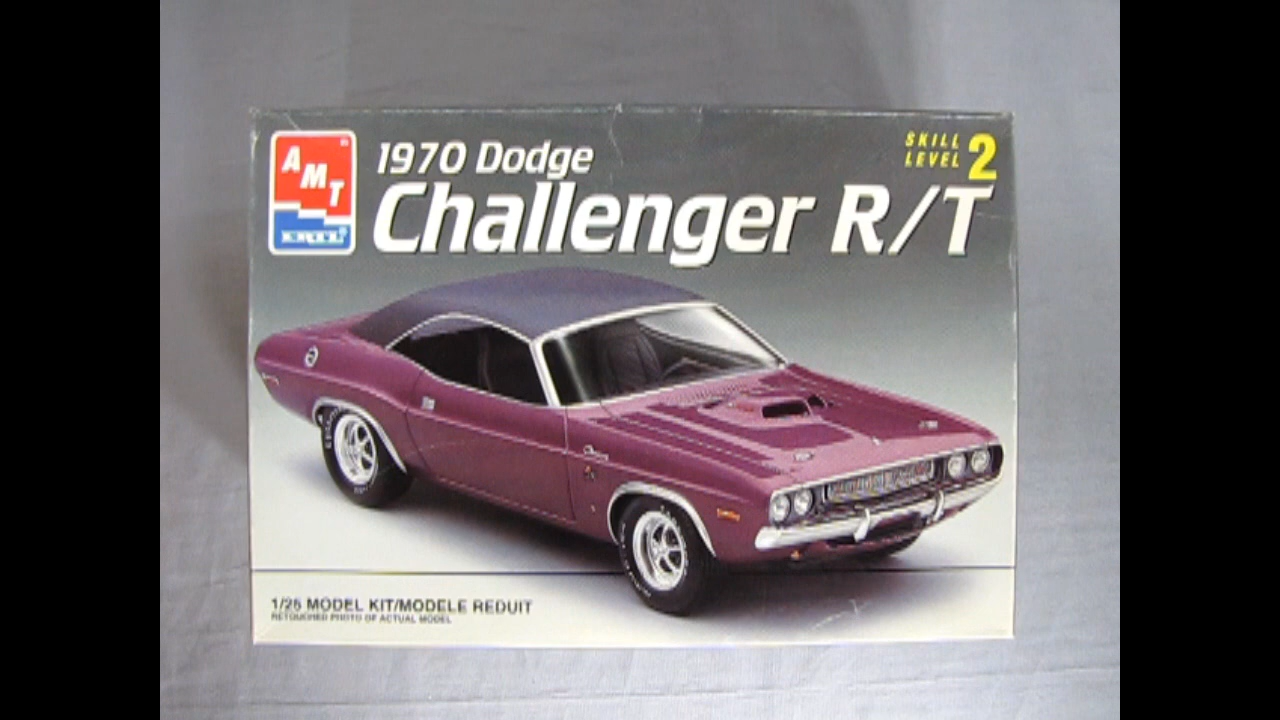 AMT
ERTL®
1970 Dodge
Challenger R/T
SKILL
LEVEL 2
1/25 MODEL KIT/MODELE REDUIT
RETOUCHED PHOTO OF ACTUAL MODEL